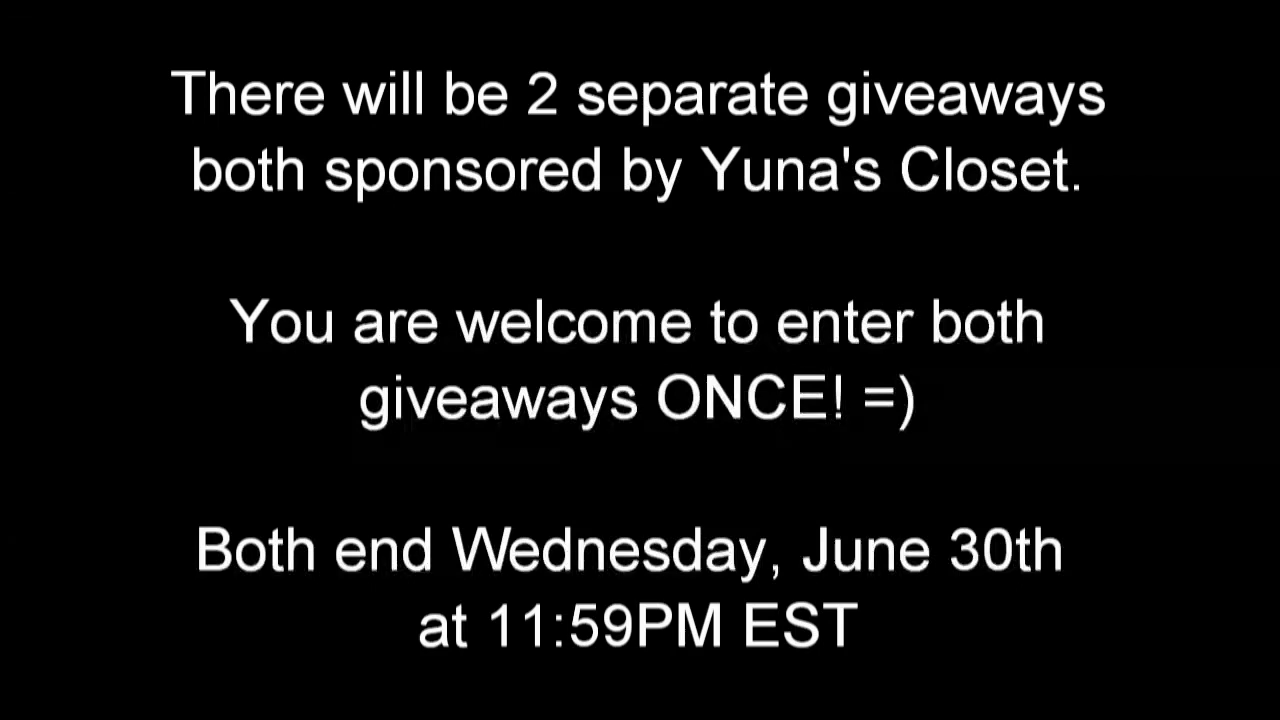 There will be 2 separate giveaways
both sponsored by Yuna's Closet.
You are welcome to enter both
giveaways ONCE! =)
Both end Wednesday, June 30th
at 11:59PM EST